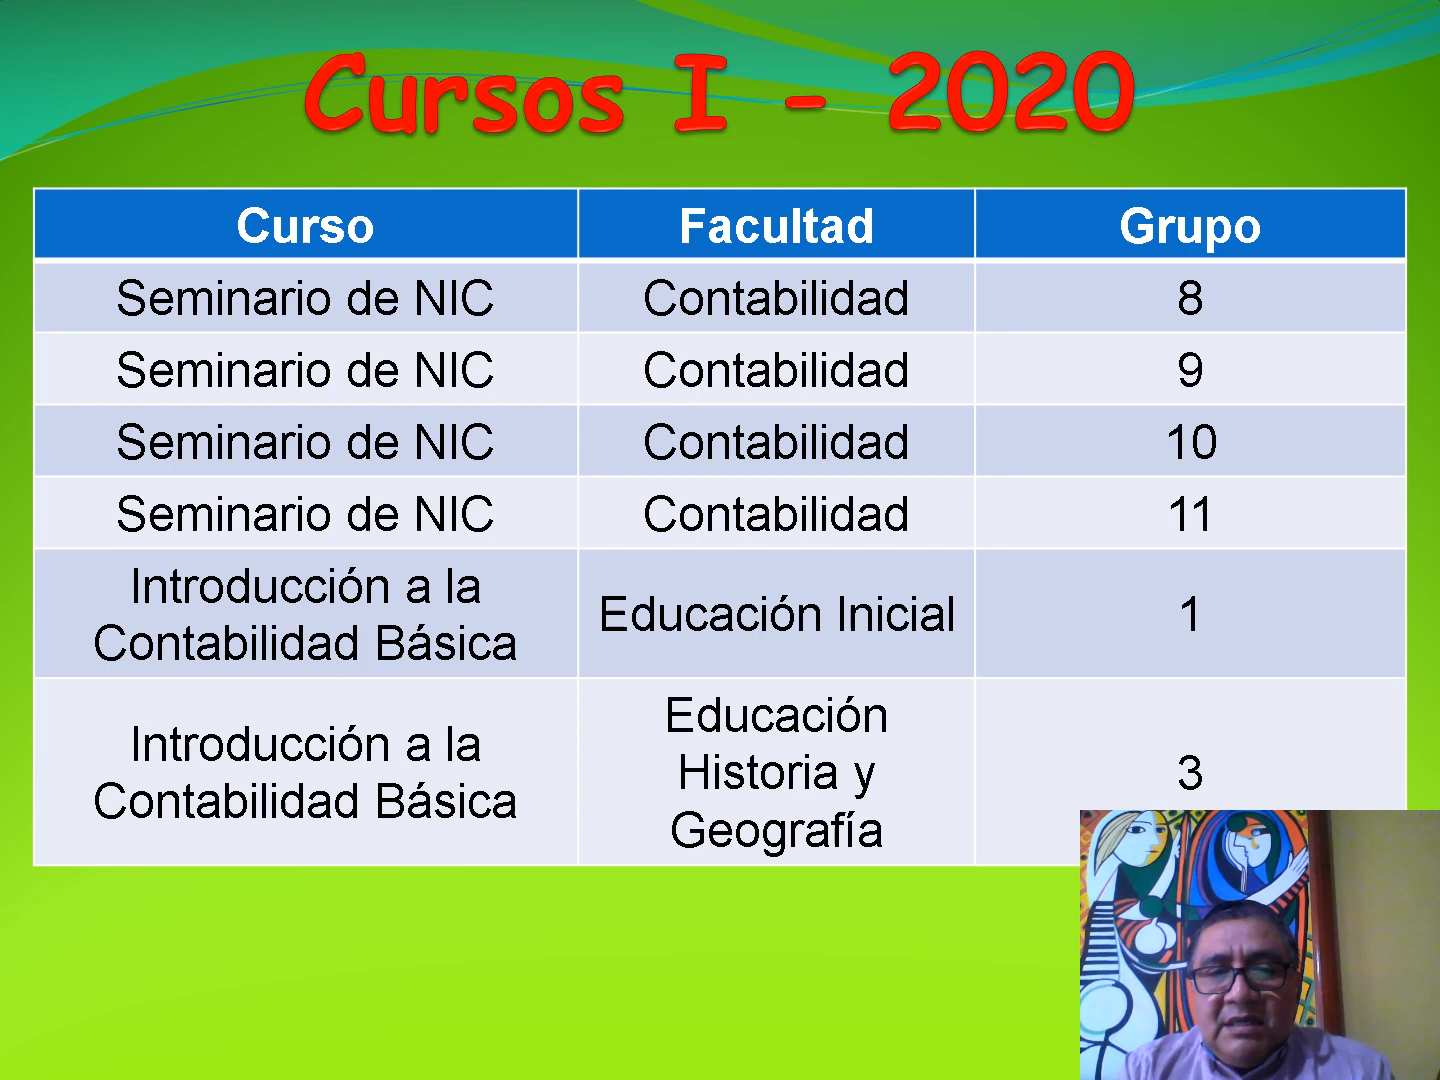 Cursos I - 2020
Curso Facultad Grupo
Seminario de NIC Contabilidad 8
Seminario de NIC Contabilidad 9
Seminario de NIC Contabilidad 10
Seminario de NIC Contabilidad 11
Introducción a la
Contabilidad Básica
Educación Inicial
1
Introducción a la
Contabilidad Básica
Educación
Historia y
Geografía
3